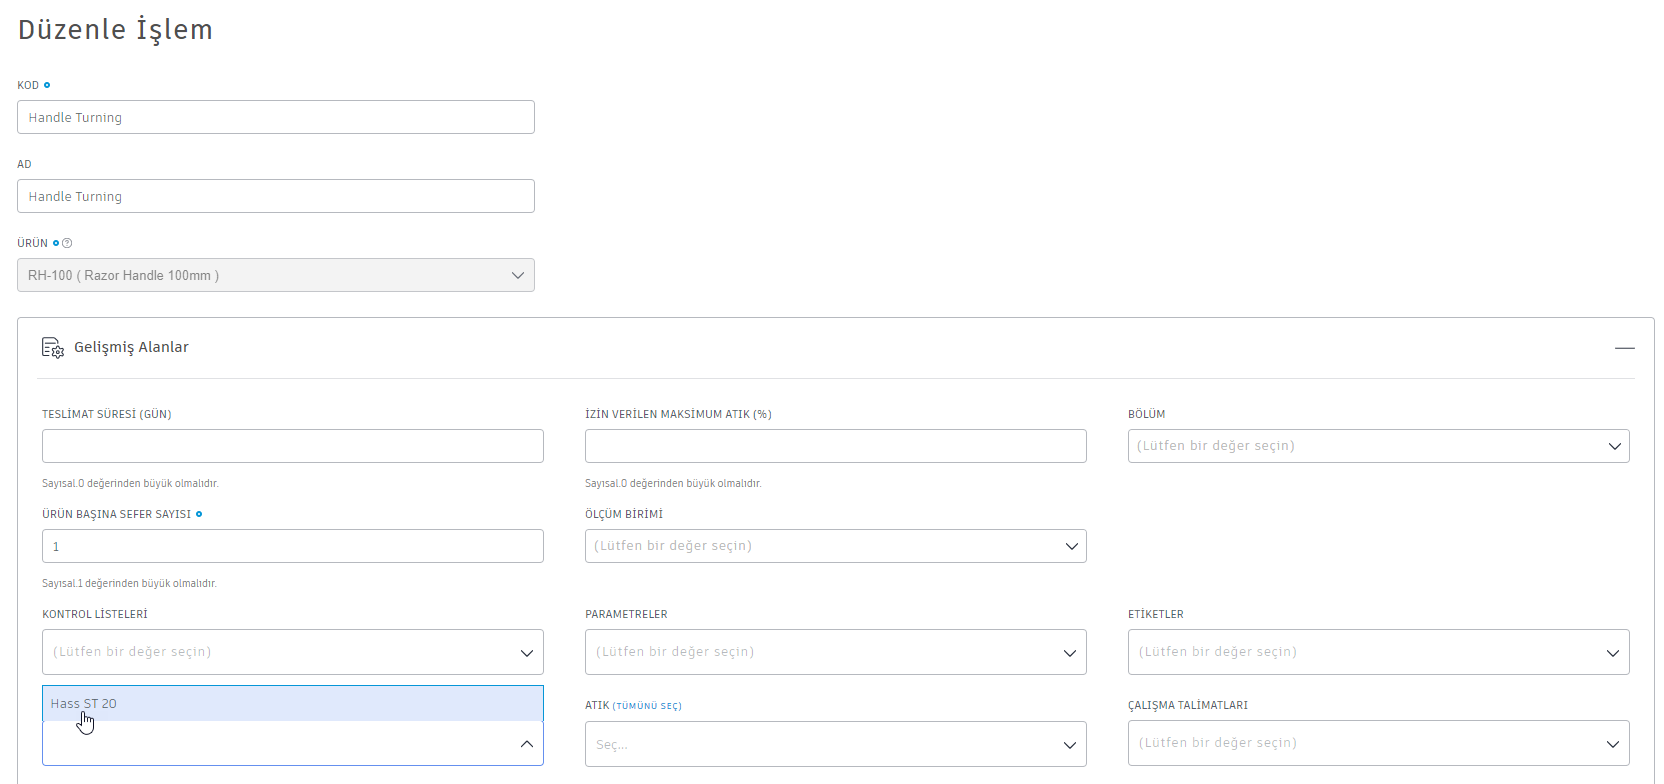 Düzenle İşlem
KOD
Handle Turning
AD
Handle Turning
ÜRÜN
RH-100 ( Razor Handle 100mm )
Gelişmiş Alanlar
TESLİMAT SÜRESİ (GÜN)
İZİN VERİLEN MAKSİMUM ATIK (%)
BÖLÜM
(Lütfen bir değer seçin)
Sayısal.0 değerinden büyük olmalıdır.
Sayısal.0 değerinden büyük olmalıdır.
ÜRÜN BAŞINA SEFER SAYISI
ÖLÇÜM BİRİMİ
1
(Lütfen bir değer seçin)
Sayısal.1 değerinden büyük olmalıdır.
KONTROL LİSTELERİ
PARAMETRELER
ETİKETLER
(Lütfen bir değer seçin)
(Lütfen bir değer seçin)
(Lütfen bir değer seçin)
Hass ST 20
ATIK (TÜMÜNÜ SEÇ)
ÇALIŞMA TALİMATLARI
Seç...
(Lütfen bir değer seçin)